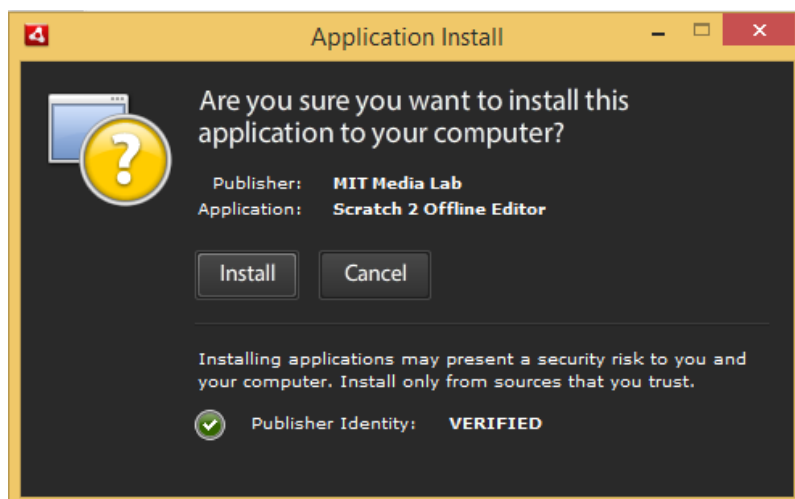 Application Install
Are you sure you want to install this
application to your computer?
Publisher: MIT Media Lab
Application: Scratch 2 Offline Editor
Install Cancel
Installing applications may present a security risk to you and
your computer. Install only from sources that you trust.
Publisher Identity: VERIFIED